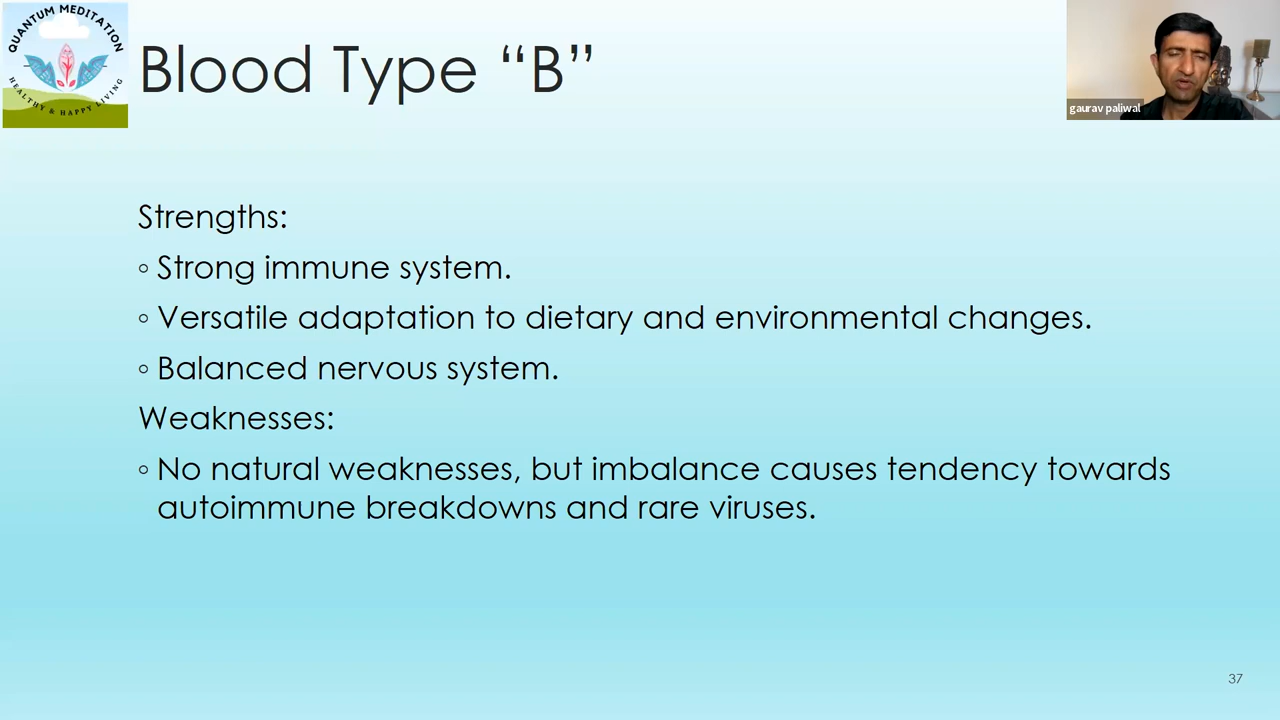 QUANTUM MEDITATION
HEALTHY & HAPPY LIVING
Blood Type “B”
gaurav paliwal
Strengths:
◦ Strong immune system.
◦ Versatile adaptation to dietary and environmental changes.
◦ Balanced nervous system.
Weaknesses:
◦ No natural weaknesses, but imbalance causes tendency towards
autoimmune breakdowns and rare viruses.
37